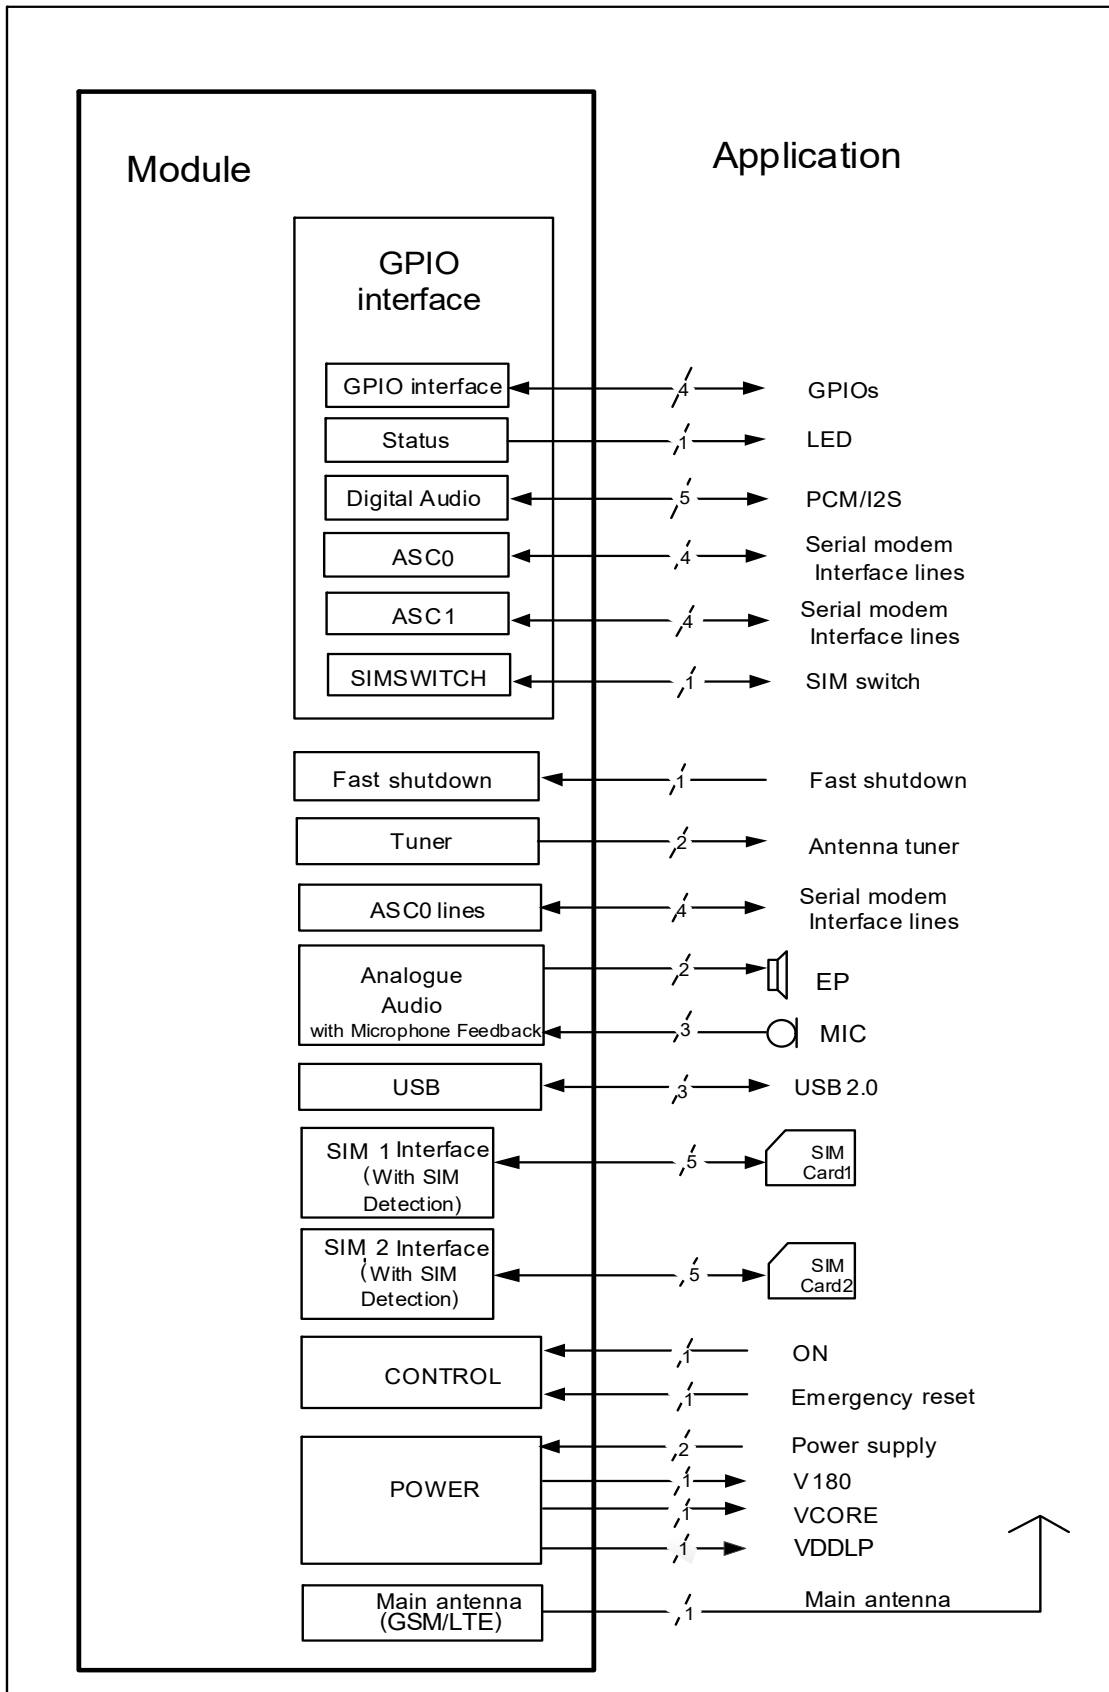 Module
Application
GPIO
interface
GPIO interface
4
GPIOs
Status
1
LED
Digital Audio
5
PCM/I2S
ASC0
4
Serial modem
Interface lines
ASC1
4
Serial modem
Interface lines
SIMSWITCH
1
SIM switch
Fast shutdown
1
Fast shutdown
Tuner
2
Antenna tuner
ASC0 lines
4
Serial modem
Interface lines
Analogue
Audio
with Microphone Feedback
2
EP
3
MIC
USB
3
USB 2.0
SIM 1 Interface
(With SIM
Detection)
5
SIM
Card1
SIM 2 Interface
(With SIM
Detection)
5
SIM
Card2
CONTROL
1
ON
1
Emergency reset
POWER
2
Power supply
1
V180
1
VCORE
1
VDDLP
Main antenna
(GSM/LTE)
1
Main antenna